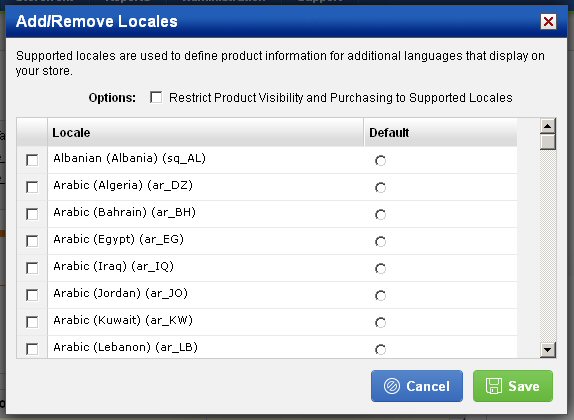 Add/Remove Locales
Supported locales are used to define product information for additional languages that display on
your store.
Options: Restrict Product Visibility and Purchasing to Supported Locales
Locale Default
Albanian (Albania) (sq_AL)
Arabic (Algeria) (ar_DZ)
Arabic (Bahrain) (ar_BH)
Arabic (Egypt) (ar_EG)
Arabic (Iraq) (ar_IQ)
Arabic (Jordan) (ar_JO)
Arabic (Kuwait) (ar_KW)
Arabic (Lebanon) (ar_LB)
Cancel Save